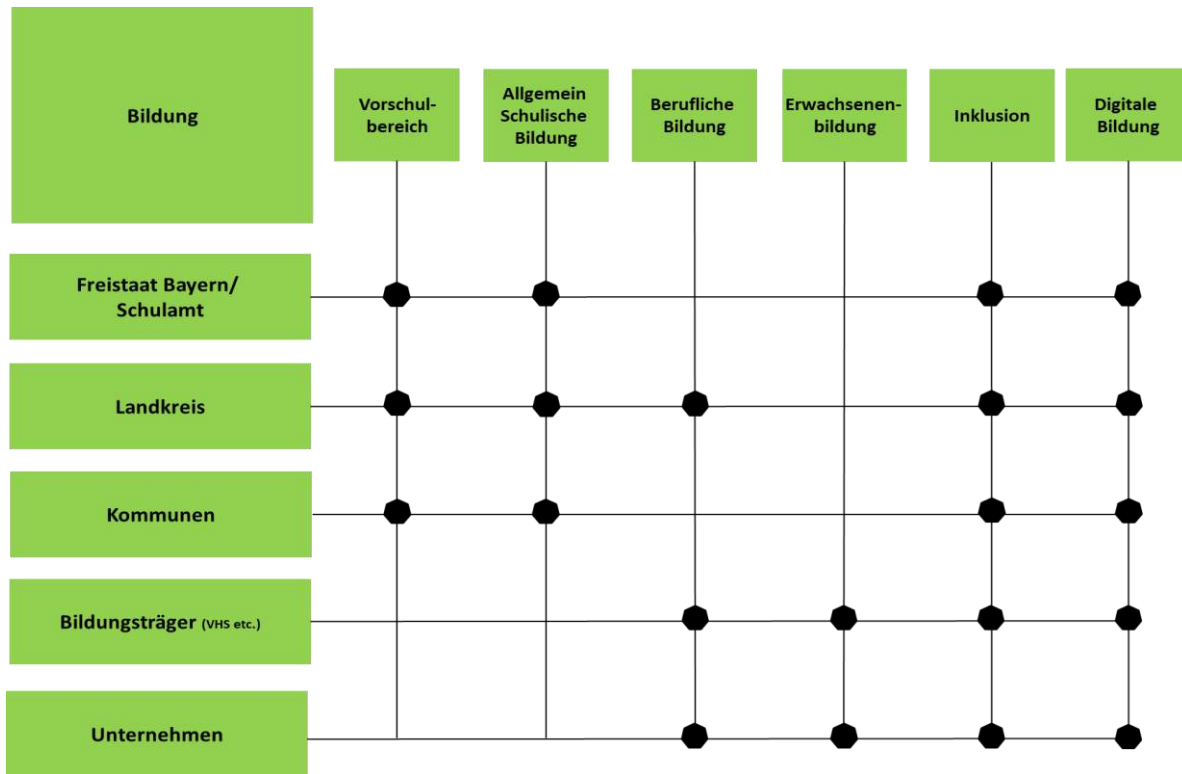 Bildung
Vorschul-
bereich
Allgemein
Schulische
Bildung
Berufliche
Bildung
Erwachsenen-
bildung
Inklusion
Digitale
Bildung
Freistaat Bayern/
Schulamt
Landkreis
Kommunen
Bildungsträger (VHS etc.)
Unternehmen